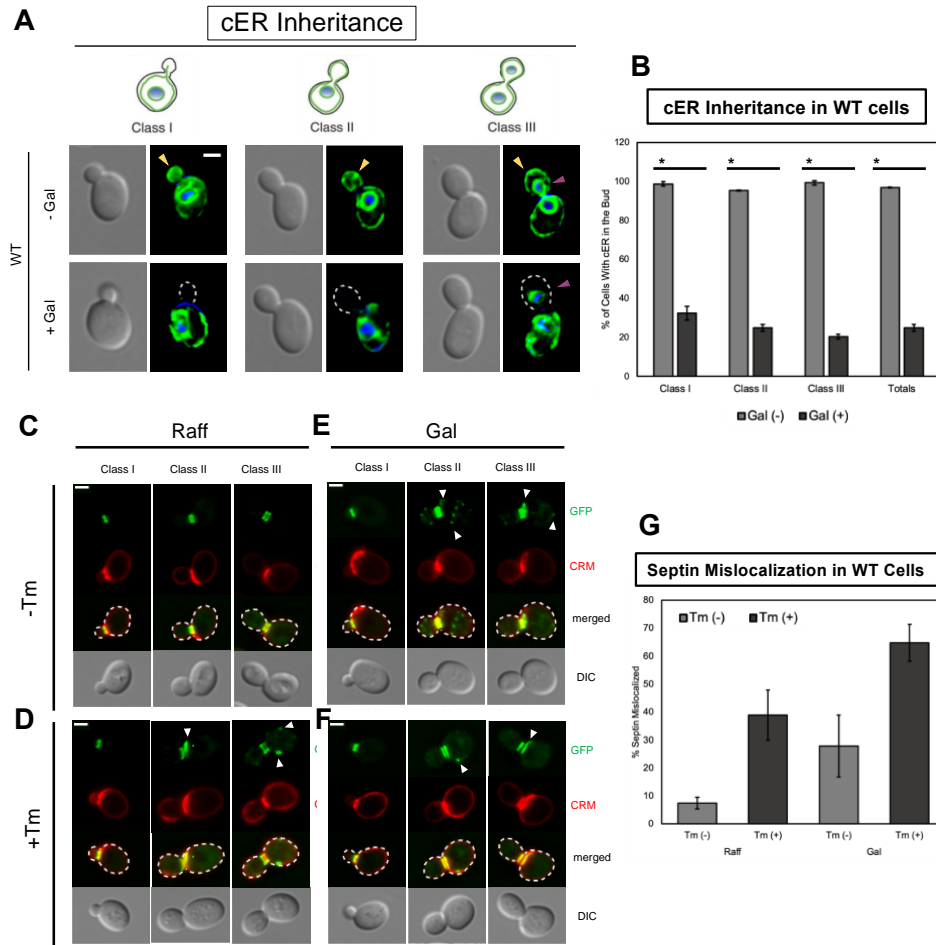 A
cER Inheritance
Class I
Class II
Class III
WT
- Gal
+ Gal
B
cER Inheritance in WT cells
% of Cells With cER in the Bud
120
100
80
60
40
20
0
*
*
*
*
Class I
Class II
Class III
Totals
Gal (-)
Gal (+)
C
Raff
Class I
Class II
Class III
E
Gal
Class I
Class II
Class III
-Tm
GFP
CRM
merged
DIC
D
F
+Tm
GFP
CRM
merged
DIC
G
Septin Mislocalization in WT Cells
% Septin Mislocalized
80
70
60
50
40
30
20
10
0
Tm (-)
Tm (+)
Tm (-)
Tm (+)
Tm (-)
Tm (+)
Raff
Gal